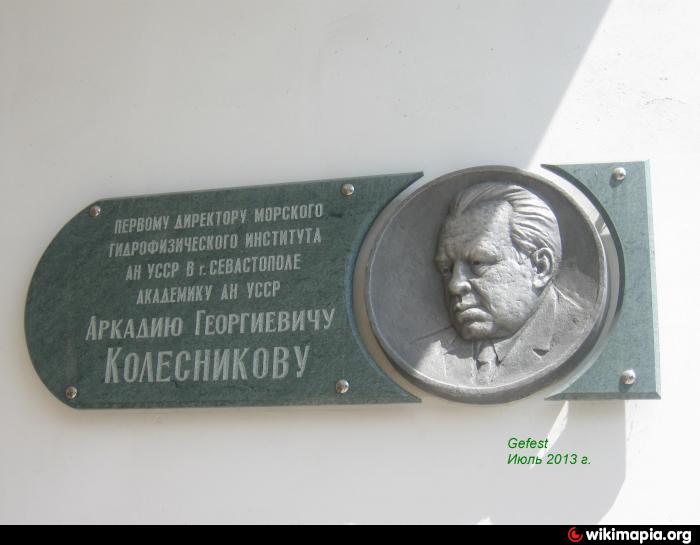 ПЕРВОМУ ДИРЕКТОРУ МОРСКОГО
ГИДРОФИЗИЧЕСКОГО ИНСТИТУТА
АН УССР В г. СЕВАСТОПОЛЕ
АКАДЕМИКУ АН УССР
АРКАДИЮ ГЕОРГИЕВИЧУ
КОЛЕСНИКОВУ
Gefest
Июль 2013 г.
wikimapia.org